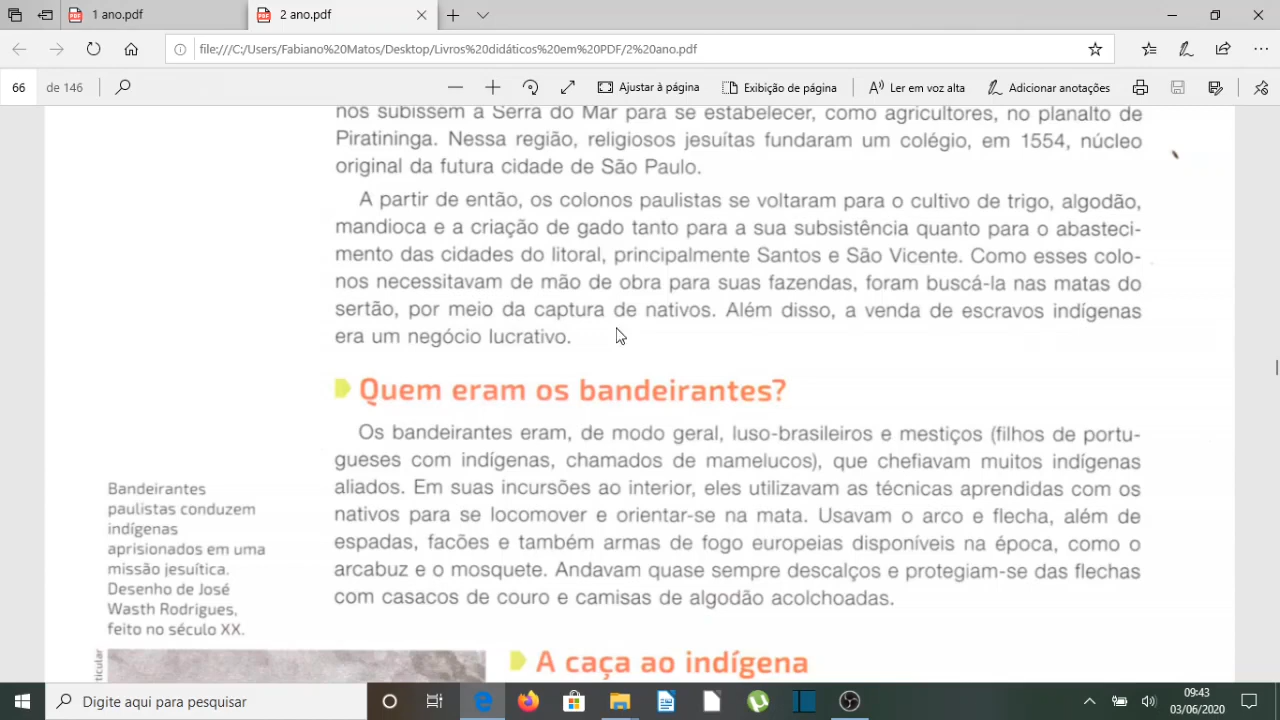 1 ano.pdf
2 ano.pdf
file:///C:/Users/Fabiano%20Matos/Desktop/Livros%20didáticos%20em%20PDF/2%20ano.pdf
66 de 146
Ajustar à página
Exibição de página
Ler em voz alta
Adicionar anotações
nos subissem a Serra do Mar para se estabelecer, como agricultores, no planalto de
Piratininga. Nessa região, religiosos jesuítas fundaram um colégio, em 1554, núcleo
original da futura cidade de São Paulo.
A partir de então, os colonos paulistas se voltaram para o cultivo de trigo, algodão,
mandioca e a criação de gado tanto para a sua subsistência quanto para o abasteci-
mento das cidades do litoral, principalmente Santos e São Vicente. Como esses colo-
nos necessitavam de mão de obra para suas fazendas, foram buscá-la nas matas do
sertão, por meio da captura de nativos. Além disso, a venda de escravos indígenas
era um negócio lucrativo.
Quem eram os bandeirantes?
Os bandeirantes eram, de modo geral, luso-brasileiros e mestiços (filhos de portu-
gueses com indígenas, chamados de mamelucos), que chefiavam muitos indígenas
aliados. Em suas incursões ao interior, eles utilizavam as técnicas aprendidas com os
nativos para se locomover e orientar-se na mata. Usavam o arco e flecha, além de
espadas, facões e também armas de fogo europeias disponíveis na época, como o
arcabuz e o mosquete. Andavam quase sempre descalços e protegiam-se das flechas
com casacos de couro e camisas de algodão acolchoadas.
Bandeirantes
paulistas conduzem
indígenas
aprisionados em uma
missão jesuítica.
Desenho de José
Wasth Rodrigues,
feito no século XX.
ticular
A caça ao indígena
Digite aqui para pesquisar
09:43
03/06/2020